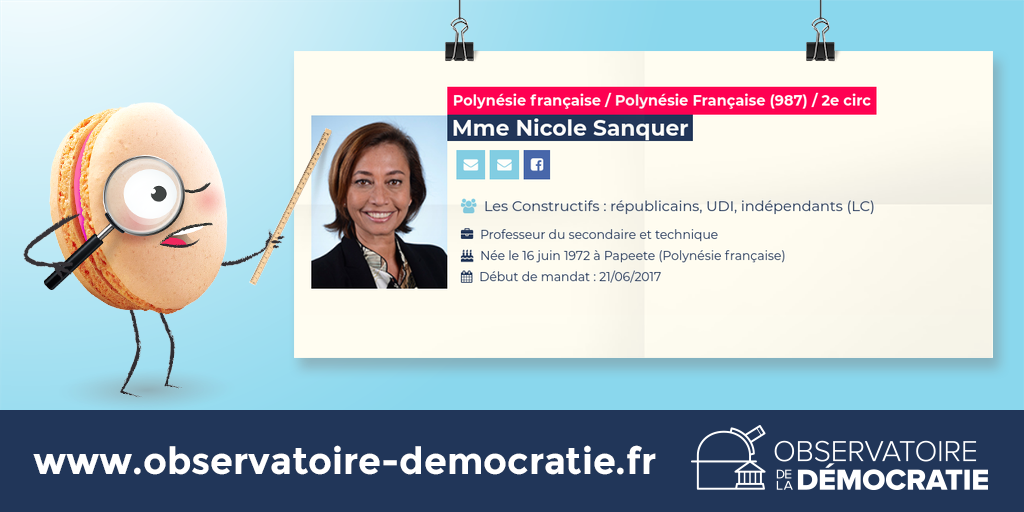 Polynésie française / Polynésie Française (987) / 2e circ
Mme Nicole Sanquer
Les Constructifs : républicains, UDI, indépendants (LC)
Professeur du secondaire et technique
Née le 16 juin 1972 à Papeete (Polynésie française)
Début de mandat : 21/06/2017
www.observatoire-democratie.fr
OBSERVATOIRE
DE LA DÉMOCRATIE